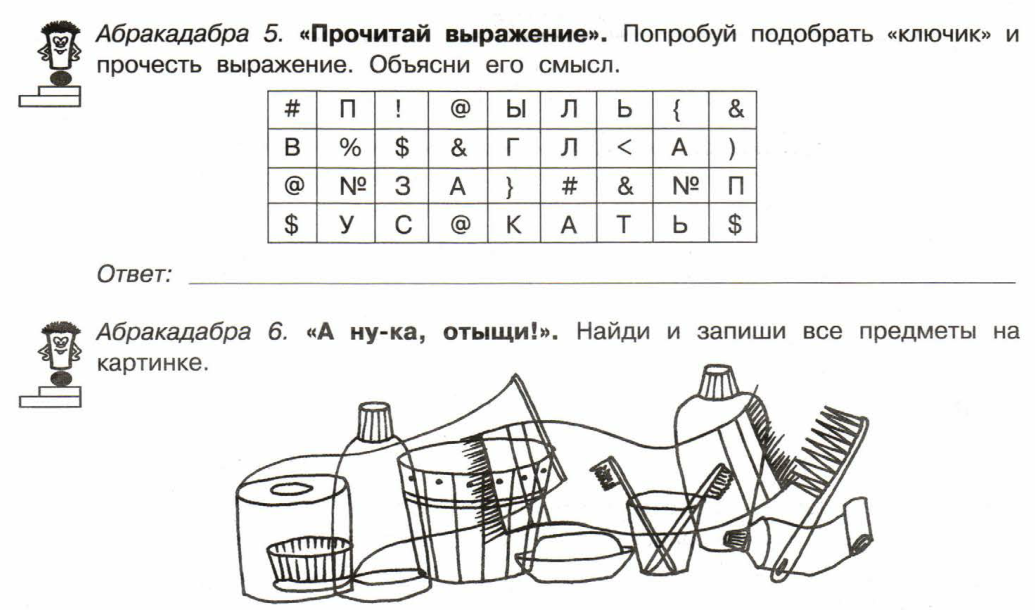 Абракадабра 5. «Прочитай выражение». Попробуй подобрать «ключик» и
прочесть выражение. Объясни его смысл.
# П ! @ Ы Л Ь { &
В % $ & Г Л < А )
@ № З А } # & № П
$ У С @ К А Т Ь $
Ответ:
Абракадабра 6. «А ну-ка, отыщи!». Найди и запиши все предметы на
картинке.